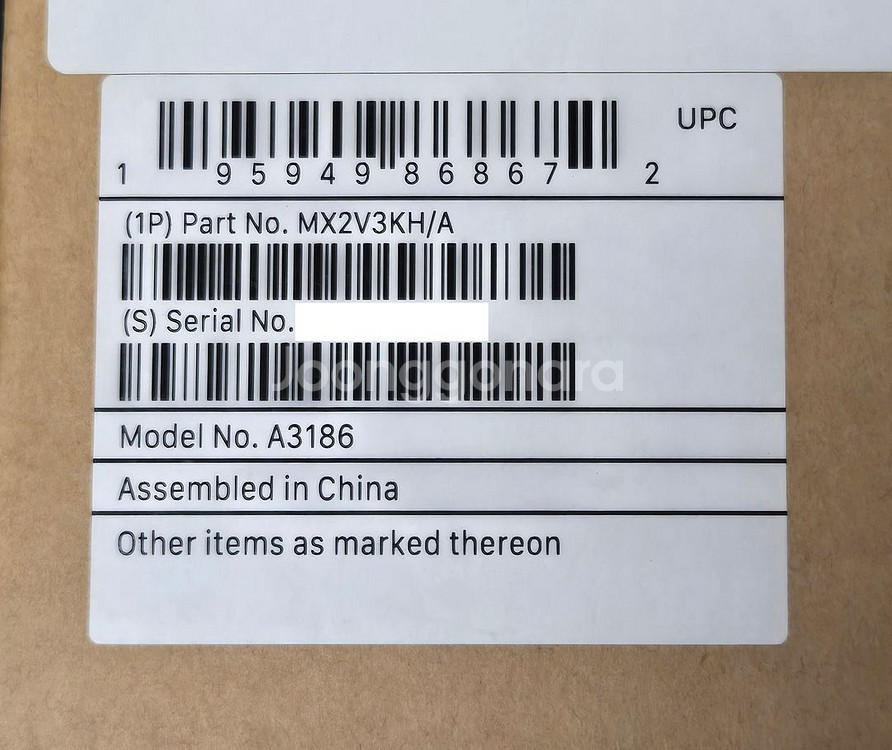 UPC
1 95949 86867 2
(1P) Part No. MX2V3KH/A
(S) Serial No.
Joonggonara
Model No. A3186
Assembled in China
Other items as marked thereon